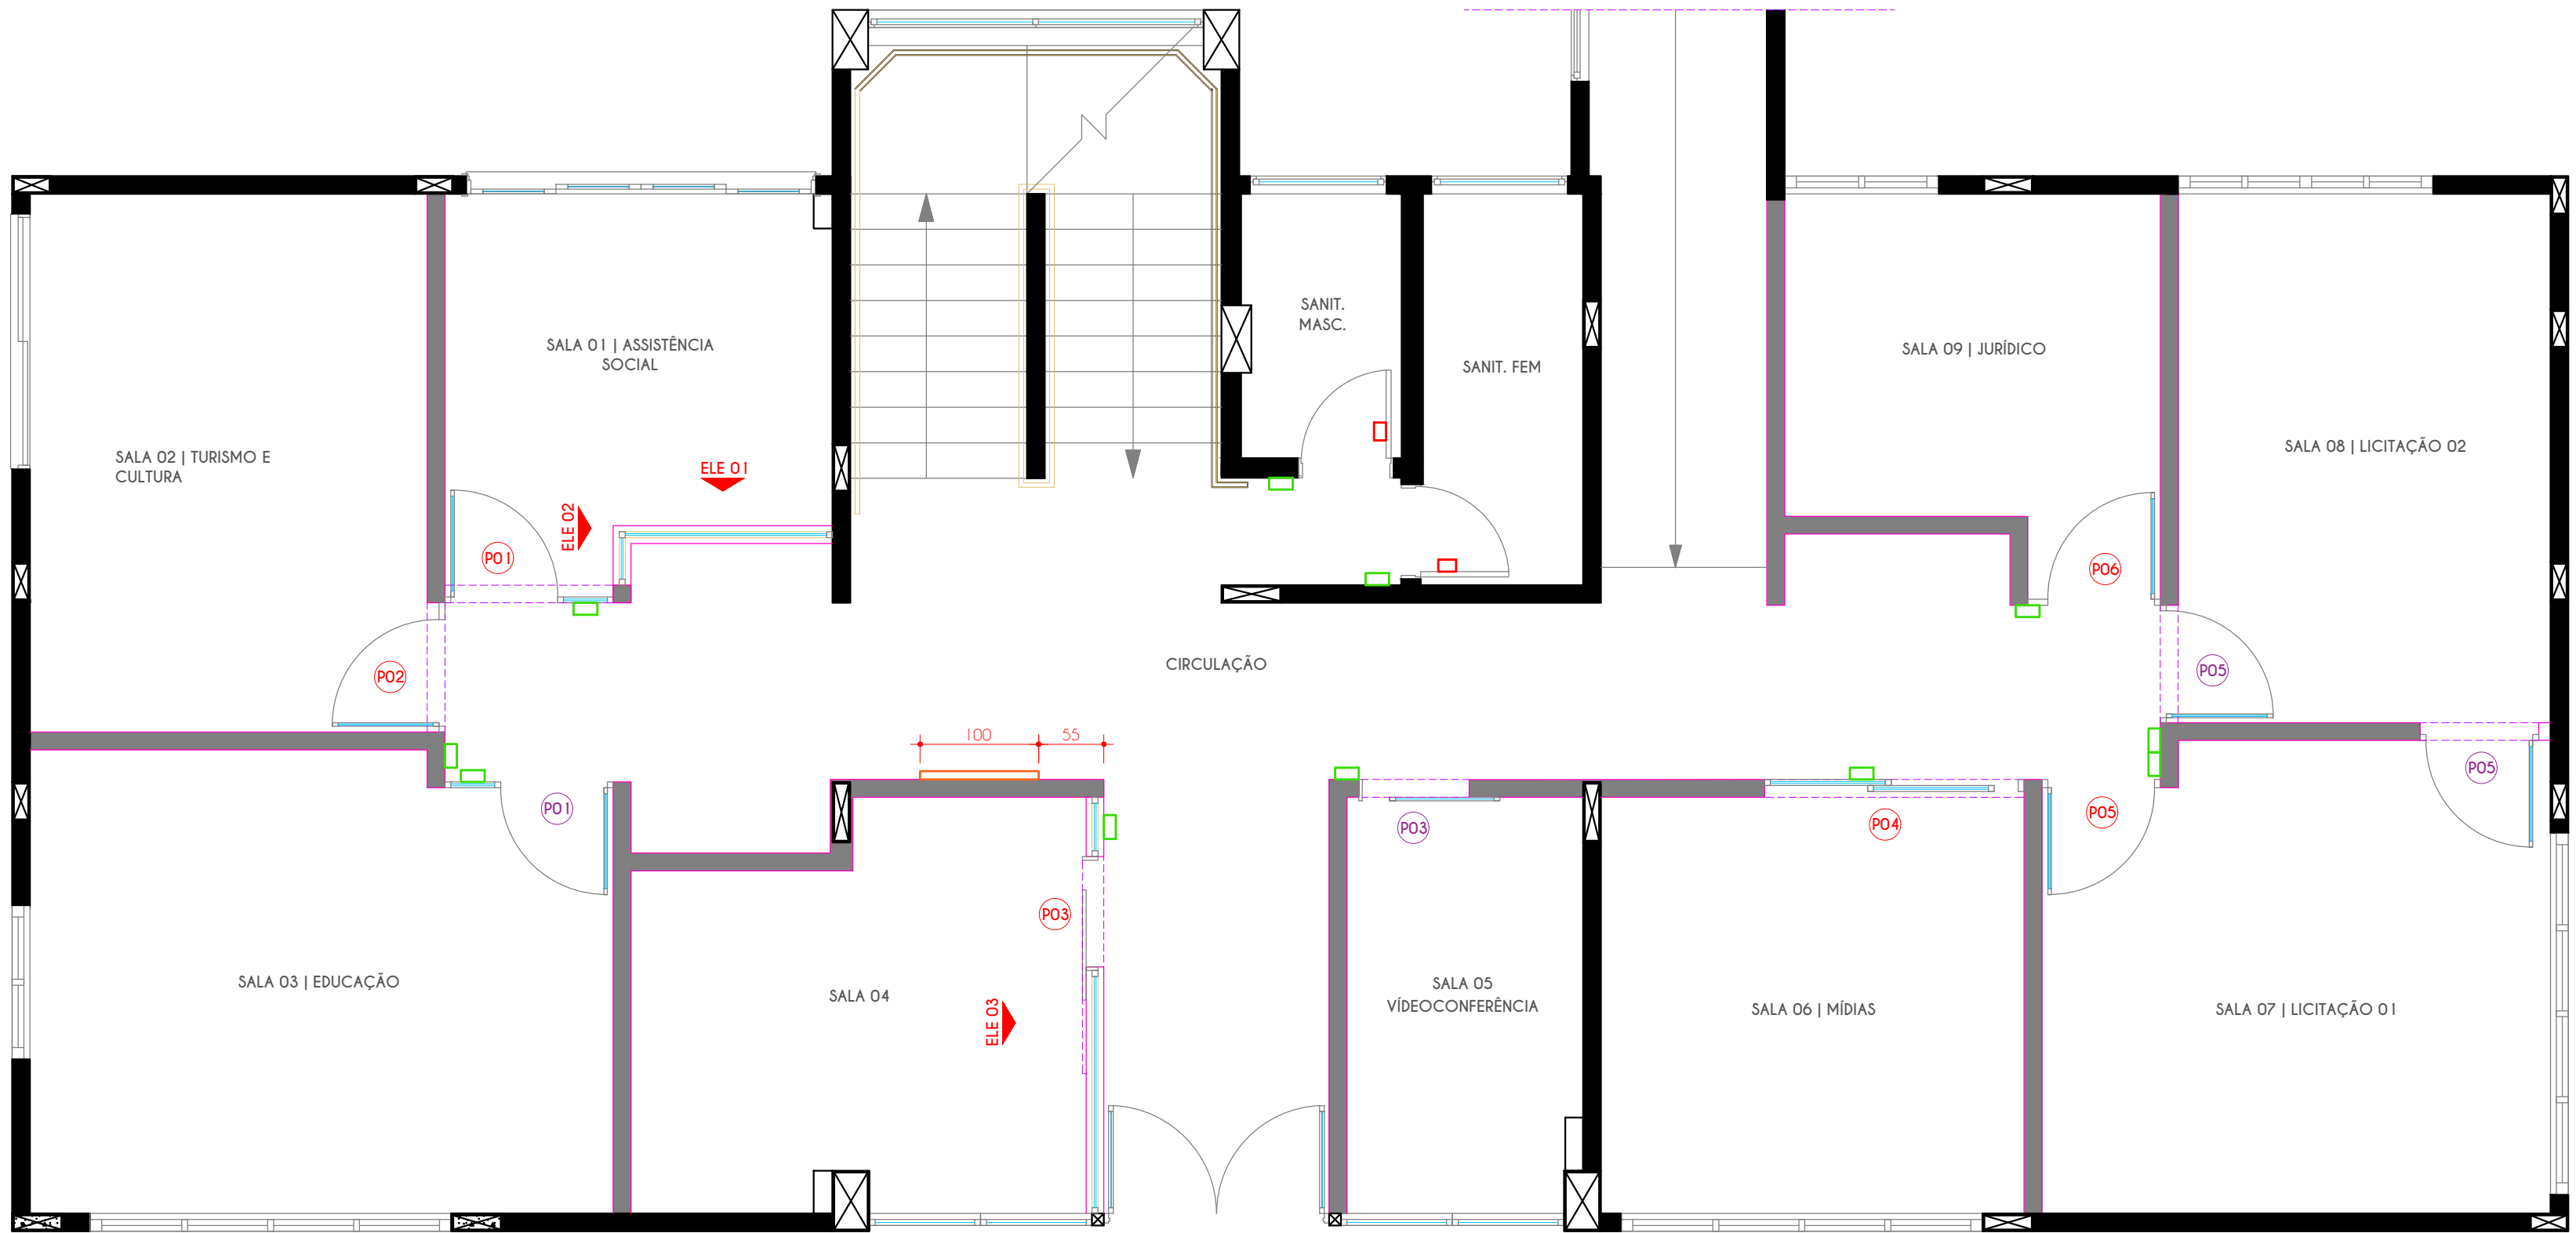 SANIT.
MASC.
SALA 01 | ASSISTÊNCIA
SOCIAL
SANIT. FEM
SALA 09 | JURÍDICO
SALA 08 | LICITAÇÃO 02
SALA 02 | TURISMO E
CULTURA
ELE 01
ELE 02
P01
P06
P02
CIRCULAÇÃO
P05
100
55
P05
P01
P03
P04
P05
P03
SALA 03 | EDUCAÇÃO
SALA 04
ELE 03
SALA 05
VÍDEOCONFERÊNCIA
SALA 06 | MÍDIAS
SALA 07 | LICITAÇÃO 01